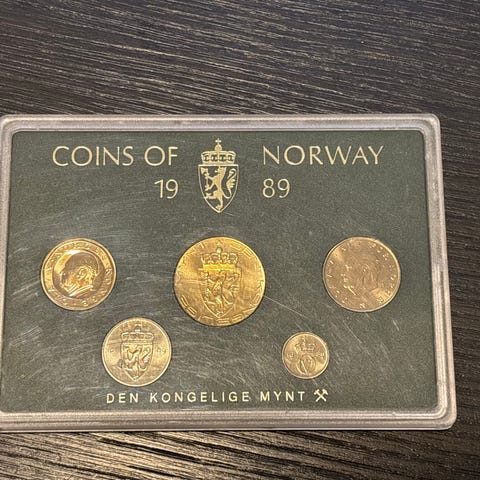 COINS OF NORWAY
19 89
DEN KONGELIGE MYNT ⚒